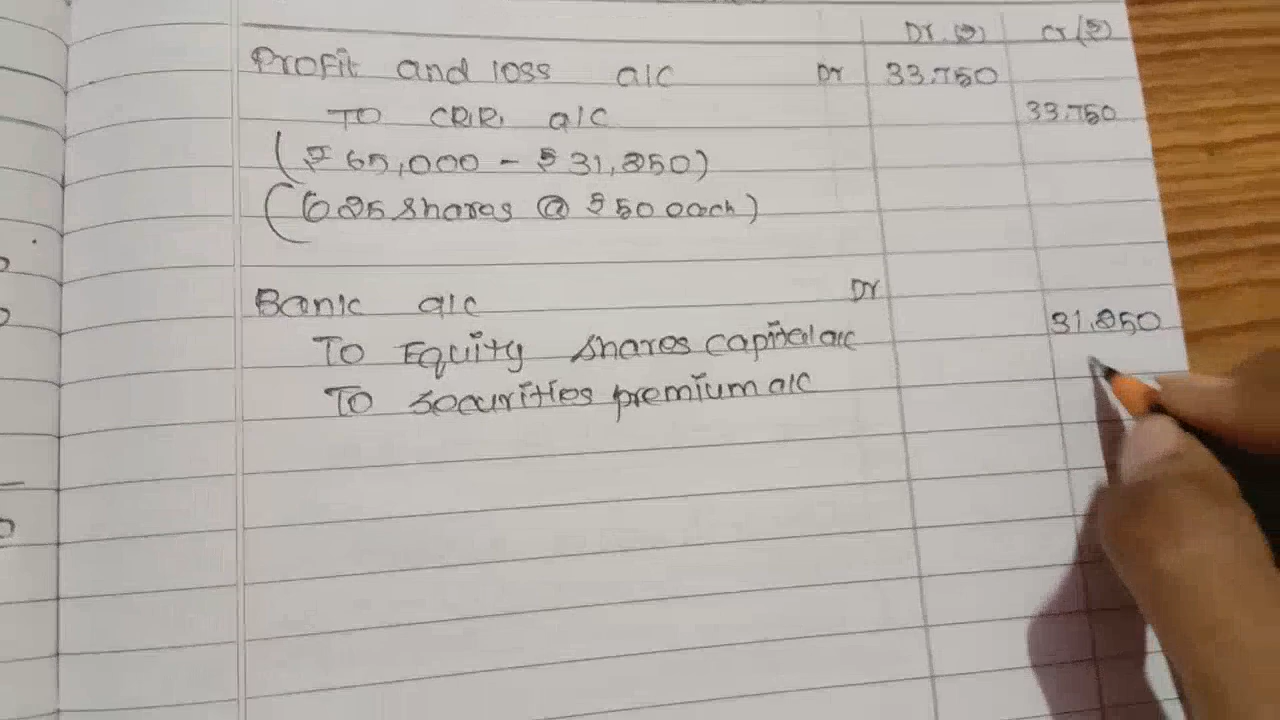 Dr.(₹) Cr(₹)
Profit and loss a/c Dr 33,750
To CRR a/c 33,750
(₹ 65,000 - ₹ 31,250)
(625 shares @ ₹50 each)
Bank a/c Dr
To Equity shares capital a/c 31,250
To securities premium a/c